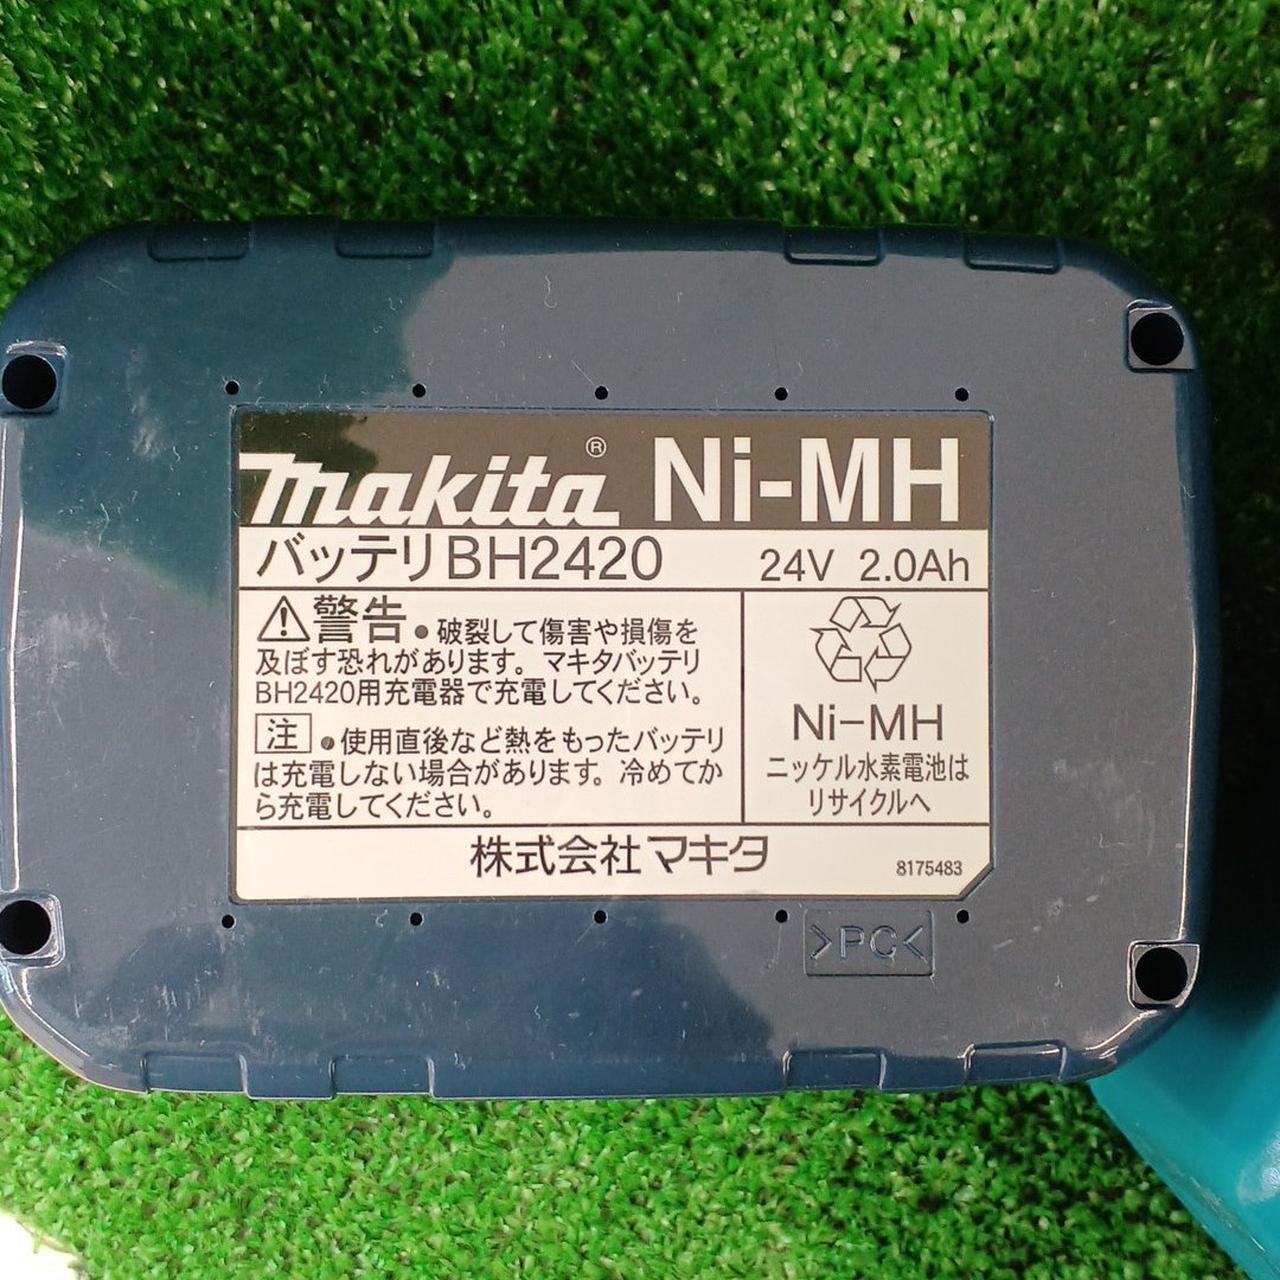 makita® Ni-MH
バッテリBH2420 24V 2.0Ah
⚠警告 ●破裂して傷害や損傷を
及ぼす恐れがあります。マキタバッテリ
BH2420用充電器で充電してください。
注 ●使用直後など熱をもったバッテリ
は充電しない場合があります。冷めてか
ら充電してください。
Ni-MH
ニッケル水素電池は
リサイクルへ
株式会社マキタ
8175483
>PC<